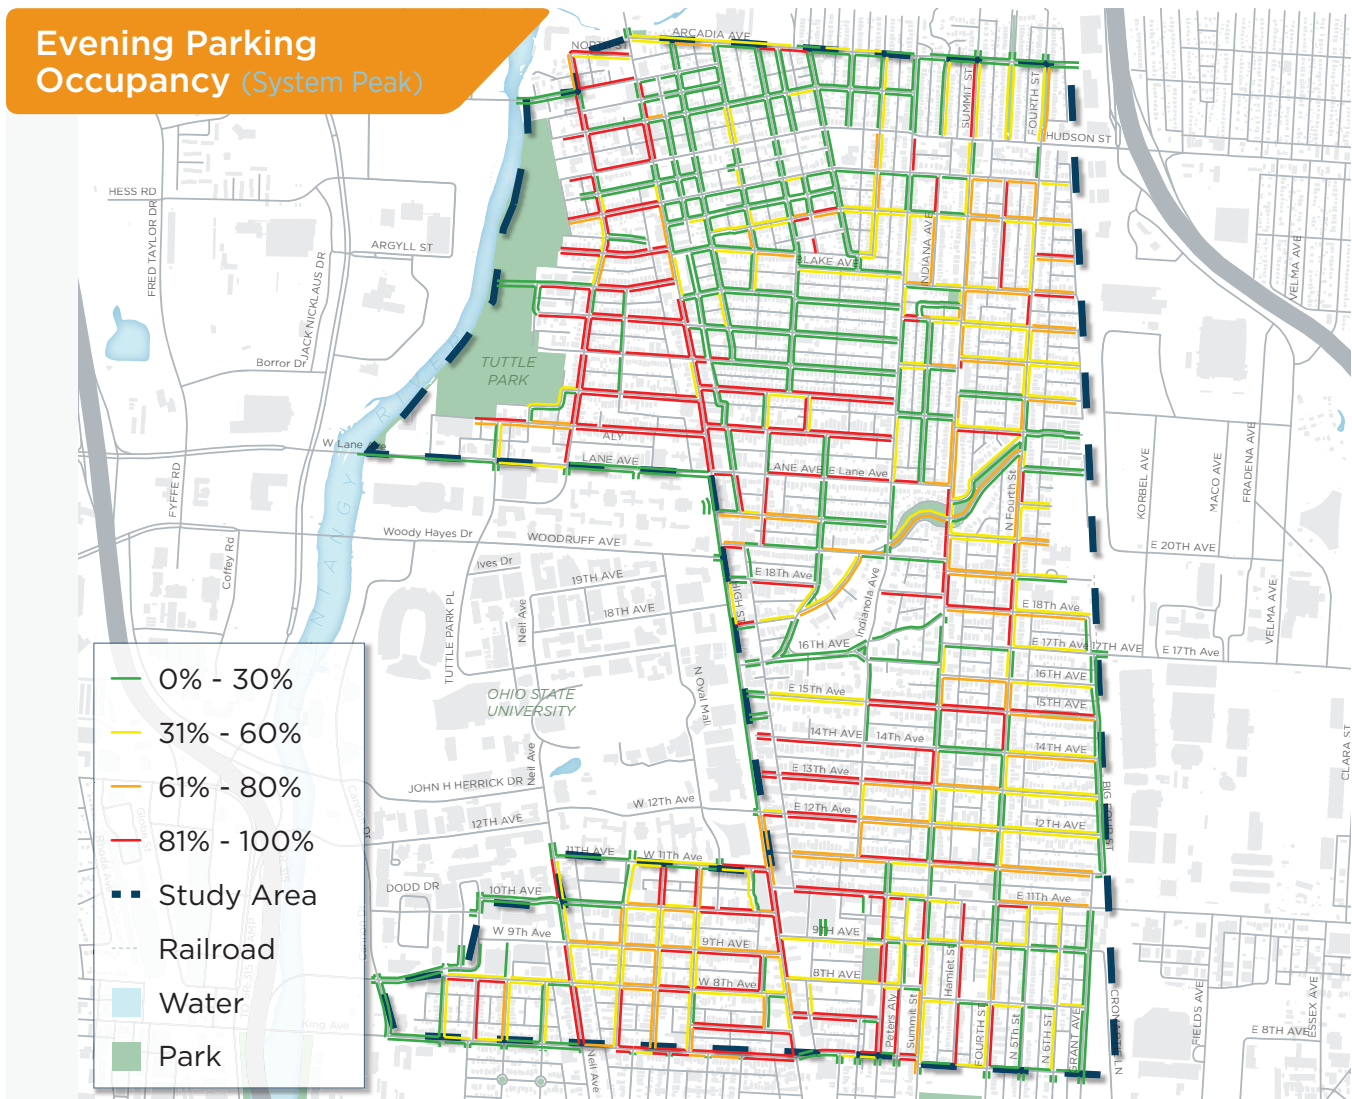 Evening Parking
Occupancy (System Peak)
ARCADIA AVE
SUMMIT ST
FOURTH ST
HUDSON ST
HESS RD
FRED TAYLOR DR
ARGYLL ST
JACK NICKLAUS DR
Borror Dr
INDIANA AVE
BLAKE AVE
VELMA AVE
TUTTLE
PARK
ALY
W Lane Ave
LANE AVE
LANE AVE
E Lane Ave
FYFFE RD
Coffey Rd
Woody Hayes Dr
WOODRUFF AVE
N Fourth St
KORBEL AVE
MACO AVE
FRADENA AVE
E 20TH AVE
Ives Dr
19TH AVE
18TH AVE
Neil Ave
TUTTLE PARK PL
HIGH ST
E 18Th Ave
Indianola Ave
E 18Th Ave
VELMA AVE
16TH AVE
E 17Th Ave
17TH AVE
E 17Th Ave
16TH AVE
N Oval Mall
OHIO STATE
UNIVERSITY
E 15Th Ave
15TH AVE
14TH AVE
14Th Ave
14TH AVE
CLARA ST
Neil Ave
JOHN H HERRICK DR
E 13Th Ave
W 12Th Ave
E 12Th Ave
12TH AVE
12TH AVE
11TH AVE
W 11Th Ave
DODD DR
10TH AVE
E 11Th Ave
W 9Th Ave
9TH AVE
9TH AVE
W 8Th Ave
8TH AVE
Hamlet St
Peters Aly
Summit St
FOURTH ST
N 5Th St
N 6TH ST
GRANT AVE
FIELDS AVE
ESSEX AVE
E 8TH AVE
King Ave
Neil Ave
0% - 30%
31% - 60%
61% - 80%
81% - 100%
Study Area
Railroad
Water
Park